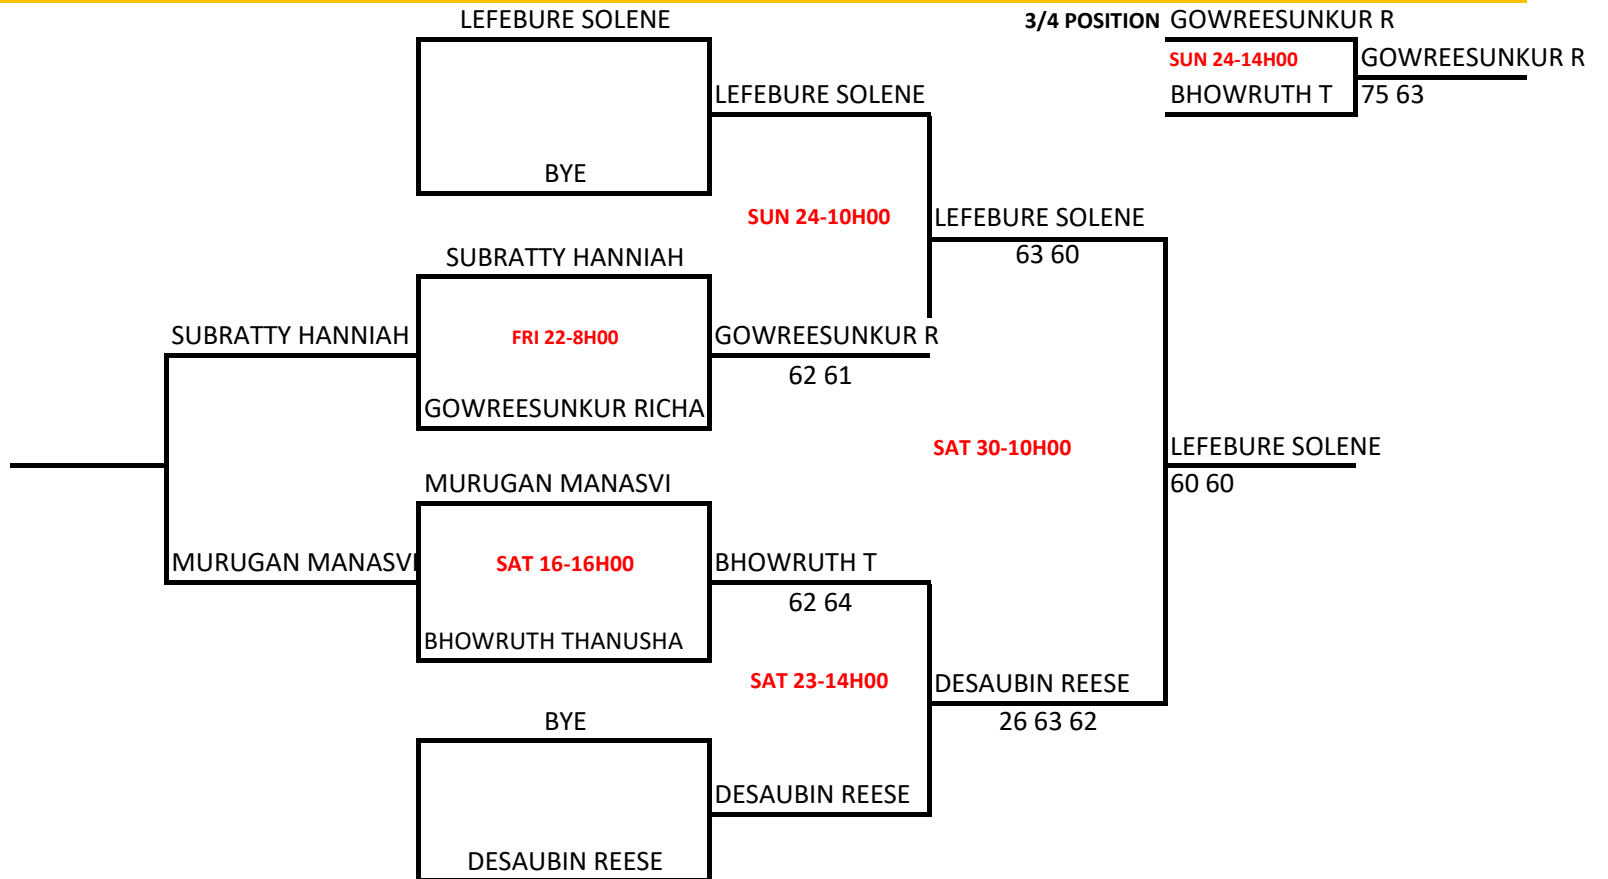 LEFEBURE SOLENE
3/4 POSITION GOWREESUNKUR R
SUN 24-14H00
GOWREESUNKUR R
LEFEBURE SOLENE
BHOWRUTH T
75 63
BYE
SUN 24-10H00
LEFEBURE SOLENE
63 60
SUBRATTY HANNIAH
SUBRATTY HANNIAH
FRI 22-8H00
GOWREESUNKUR R
62 61
GOWREESUNKUR RICHA
SAT 30-10H00
LEFEBURE SOLENE
60 60
MURUGAN MANASVI
MURUGAN MANASVI
SAT 16-16H00
BHOWRUTH T
62 64
BHOWRUTH THANUSHA
SAT 23-14H00
DESAUBIN REESE
26 63 62
BYE
DESAUBIN REESE
DESAUBIN REESE